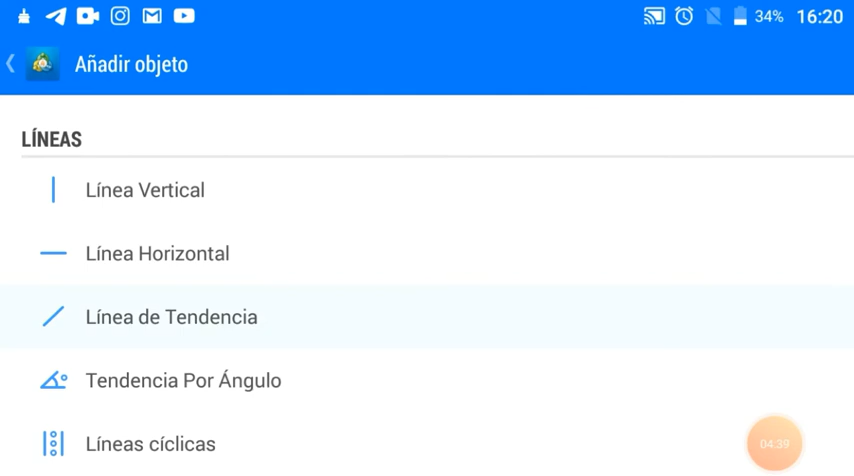 34% 16:20
Añadir objeto
LÍNEAS
Línea Vertical
Línea Horizontal
Línea de Tendencia
Tendencia Por Ángulo
Líneas cíclicas
04:39